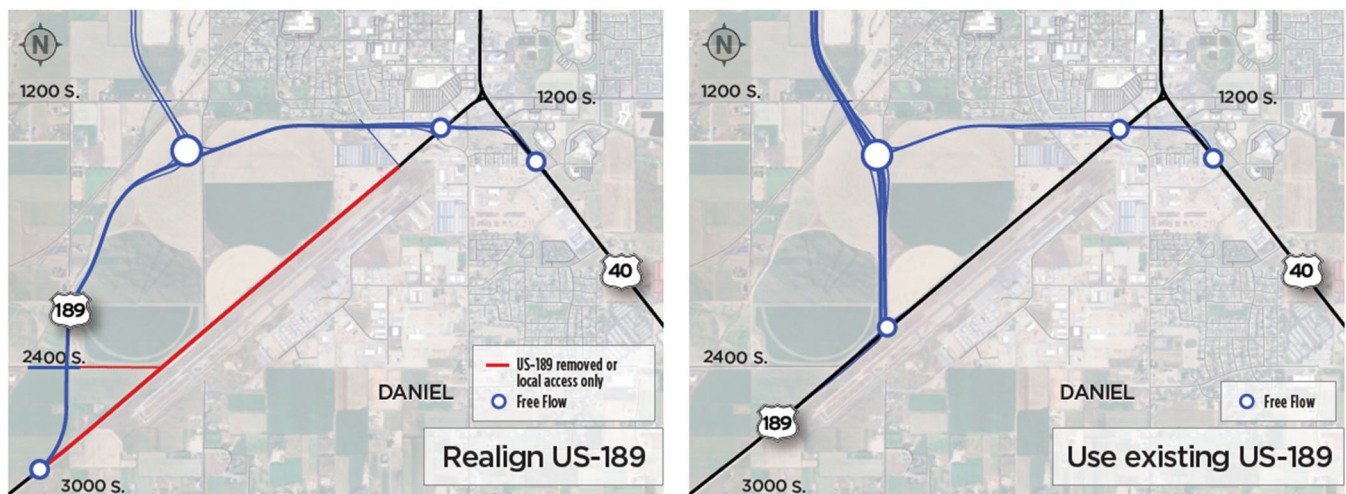 N
1200 S.
1200 S.
189
40
2400 S.
US-189 removed or
local access only
Free Flow
DANIEL
Realign US-189
3000 S.
N
1200 S.
1200 S.
40
2400 S.
DANIEL
Free Flow
189
Use existing US-189
3000 S.